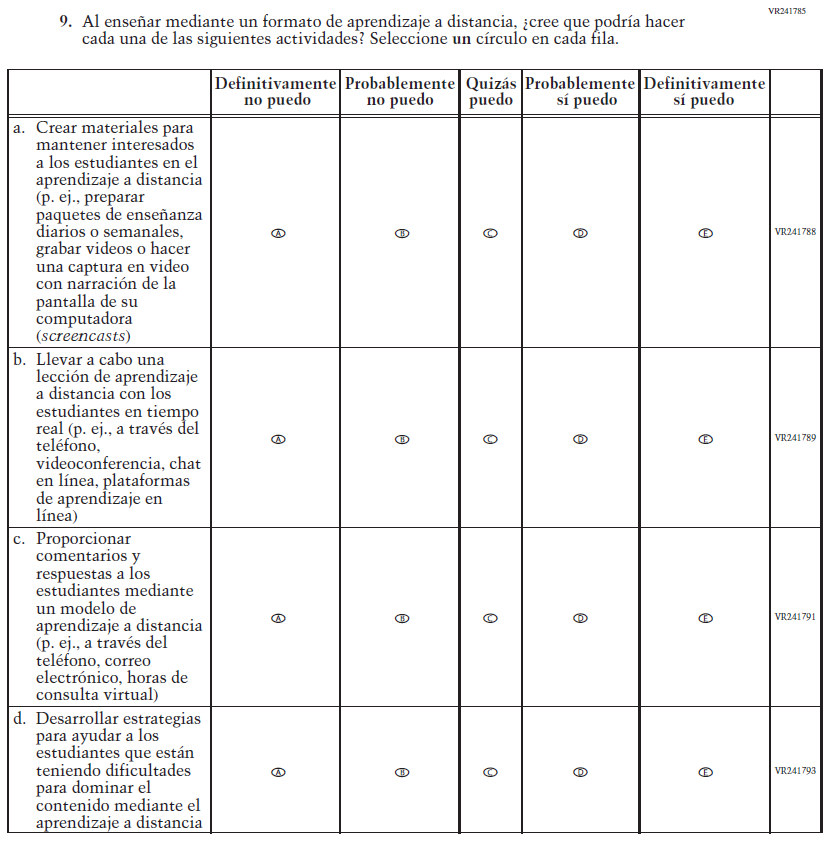 VR241785
9. Al enseñar mediante un formato de aprendizaje a distancia, ¿cree que podría hacer
cada una de las siguientes actividades? Seleccione un círculo en cada fila.
Definitivamente no puedo Probablemente no puedo Quizás puedo Probablemente sí puedo Definitivamente sí puedo
a. Crear materiales para
mantener interesados
a los estudiantes en el
aprendizaje a distancia
(p. ej., preparar
paquetes de enseñanza
diarios o semanales,
grabar videos o hacer
una captura en video
con narración de la
pantalla de su
computadora
(screencasts)
A B C D E VR241788
b. Llevar a cabo una
lección de aprendizaje
a distancia con los
estudiantes en tiempo
real (p. ej., a través del
teléfono,
videoconferencia, chat
en línea, plataformas
de aprendizaje en
línea)
A B C D E VR241789
c. Proporcionar
comentarios y
respuestas a los
estudiantes mediante
un modelo de
aprendizaje a distancia
(p. ej., a través del
teléfono, correo
electrónico, horas de
consulta virtual)
A B C D E VR241791
d. Desarrollar estrategias
para ayudar a los
estudiantes que están
teniendo dificultades
para dominar el
contenido mediante el
aprendizaje a distancia
A B C D E VR241793